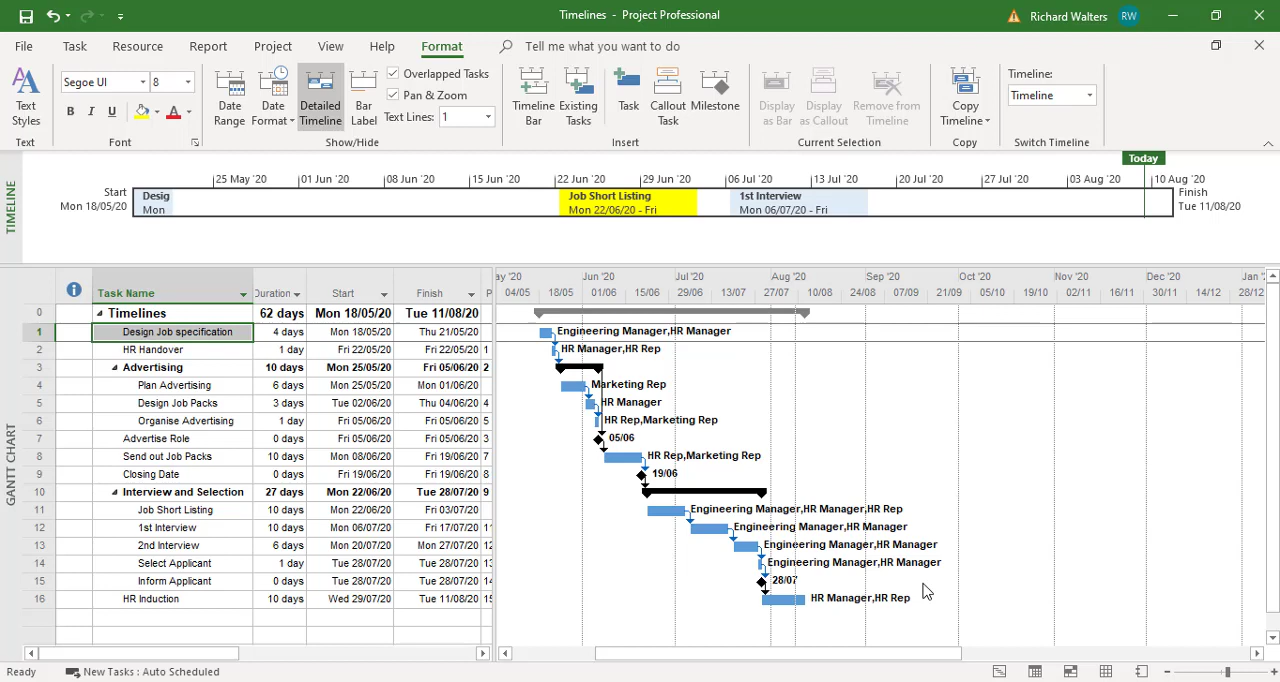 Timelines - Project Professional
Richard Walters RW
File Task Resource Report Project View Help Format Tell me what you want to do
Text Styles
Segoe UI 8
B I U A
Text Font
Date Range
Date Format
Detailed Timeline
Bar Label
Overlapped Tasks
Pan & Zoom
Text Lines: 1
Show/Hide
Timeline Bar
Existing Tasks
Task
Callout Task
Milestone
Insert
Display as Bar
Display as Callout
Remove from Timeline
Current Selection
Copy Timeline
Copy
Timeline:
Timeline
Switch Timeline
TIMELINE
Today
25 May '20 01 Jun '20 08 Jun '20 15 Jun '20 22 Jun '20 29 Jun '20 06 Jul '20 13 Jul '20 20 Jul '20 27 Jul '20 03 Aug '20 10 Aug '20
Start
Mon 18/05/20
Desig
Mon
Job Short Listing
Mon 22/06/20 - Fri
1st Interview
Mon 06/07/20 - Fri
Finish
Tue 11/08/20
GANTT CHART
Task Name Duration Start Finish P
ay '20 Jun '20 Jul '20 Aug '20 Sep '20 Oct '20 Nov '20 Dec '20 Jan '
04/05 18/05 01/06 15/06 29/06 13/07 27/07 10/08 24/08 07/09 21/09 05/10 19/10 02/11 16/11 30/11 14/12 28/12
0 Timelines 62 days Mon 18/05/20 Tue 11/08/20
1 Design Job specification 4 days Mon 18/05/20 Thu 21/05/20 Engineering Manager,HR Manager
2 HR Handover 1 day Fri 22/05/20 Fri 22/05/20 1 HR Manager,HR Rep
3 Advertising 10 days Mon 25/05/20 Fri 05/06/20 2
4 Plan Advertising 6 days Mon 25/05/20 Mon 01/06/20 Marketing Rep
5 Design Job Packs 3 days Tue 02/06/20 Thu 04/06/20 4 HR Manager
6 Organise Advertising 1 day Fri 05/06/20 Fri 05/06/20 5 HR Rep,Marketing Rep
7 Advertise Role 0 days Fri 05/06/20 Fri 05/06/20 3 05/06
8 Send out Job Packs 10 days Mon 08/06/20 Fri 19/06/20 7 HR Rep,Marketing Rep
9 Closing Date 0 days Fri 19/06/20 Fri 19/06/20 8 19/06
10 Interview and Selection 27 days Mon 22/06/20 Tue 28/07/20 9
11 Job Short Listing 10 days Mon 22/06/20 Fri 03/07/20 Engineering Manager,HR Manager,HR Rep
12 1st Interview 10 days Mon 06/07/20 Fri 17/07/20 11 Engineering Manager,HR Manager
13 2nd Interview 6 days Mon 20/07/20 Mon 27/07/20 12 Engineering Manager,HR Manager
14 Select Applicant 1 day Tue 28/07/20 Tue 28/07/20 13 Engineering Manager,HR Manager
15 Inform Applicant 0 days Tue 28/07/20 Tue 28/07/20 14 28/07
16 HR Induction 10 days Wed 29/07/20 Tue 11/08/20 15 HR Manager,HR Rep
Ready New Tasks : Auto Scheduled